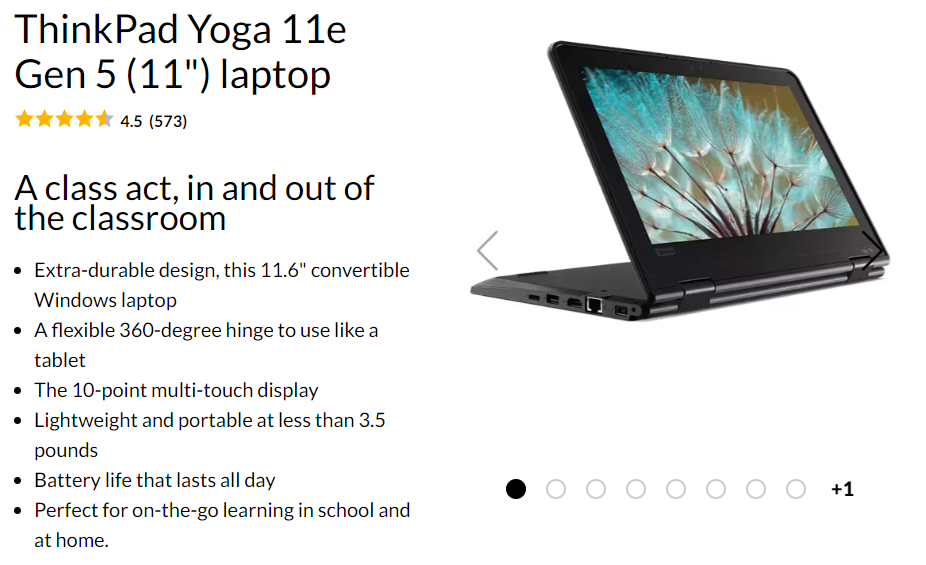 ThinkPad Yoga 11e
Gen 5 (11") laptop
4.5 (573)
A class act, in and out of
the classroom
Extra-durable design, this 11.6" convertible
Windows laptop
A flexible 360-degree hinge to use like a
tablet
The 10-point multi-touch display
Lightweight and portable at less than 3.5
pounds
Battery life that lasts all day
Perfect for on-the-go learning in school and
at home.
+1